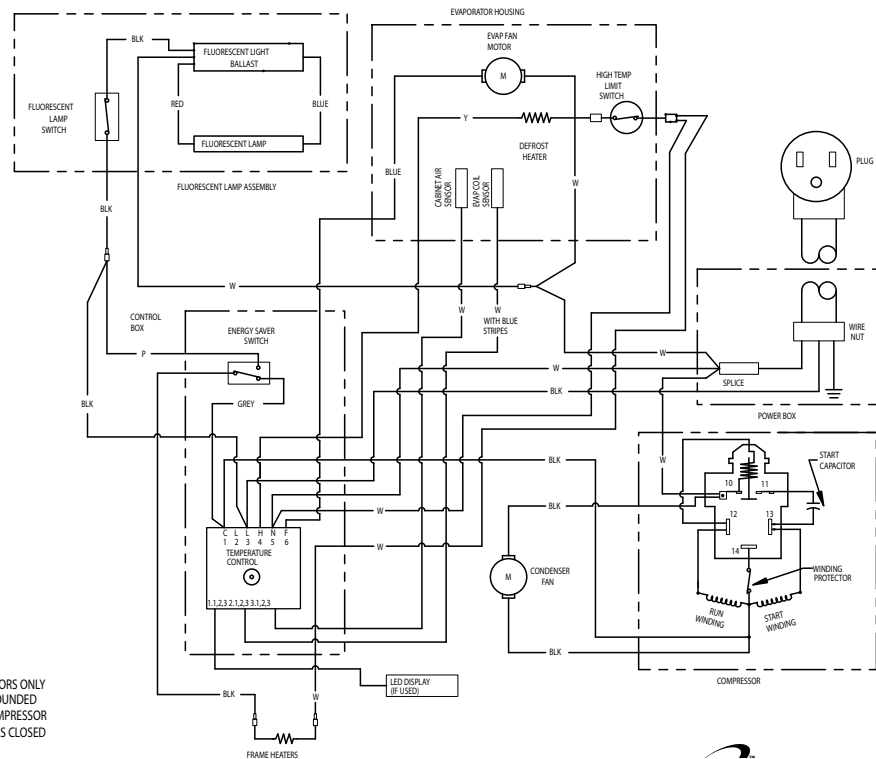 EVAPORATOR HOUSING
BLK
FLUORESCENT LIGHT
BALLAST
EVAP FAN
MOTOR
M
HIGH TEMP
LIMIT
SWITCH
FLUORESCENT
LAMP
SWITCH
RED
BLUE
FLUORESCENT LAMP
Y
DEFROST
HEATER
PLUG
FLUORESCENT LAMP ASSEMBLY
BLUE
CABINET AIR
SENSOR
EVAP COIL
SENSOR
W
BLK
W
W
W
WITH BLUE
STRIPES
CONTROL
BOX
ENERGY SAVER
SWITCH
WIRE
NUT
P
W
W
SPLICE
BLK
GREY
BLK
POWER BOX
BLK
W
START
CAPACITOR
10
11
BLK
W
12
13
C L L H N F
1 2 3 4 5 6
TEMPERATURE
CONTROL
W
14
M
CONDENSER
FAN
WINDING
PROTECTOR
1.1,2,3 2.1,2,3 3.1,2,3
RUN
WINDING
START
WINDING
BLK
COMPRESSOR
LED DISPLAY
(IF USED)
BLK
W
FRAME HEATERS
ORS ONLY
OUNDED
MPRESSOR
S CLOSED
TM